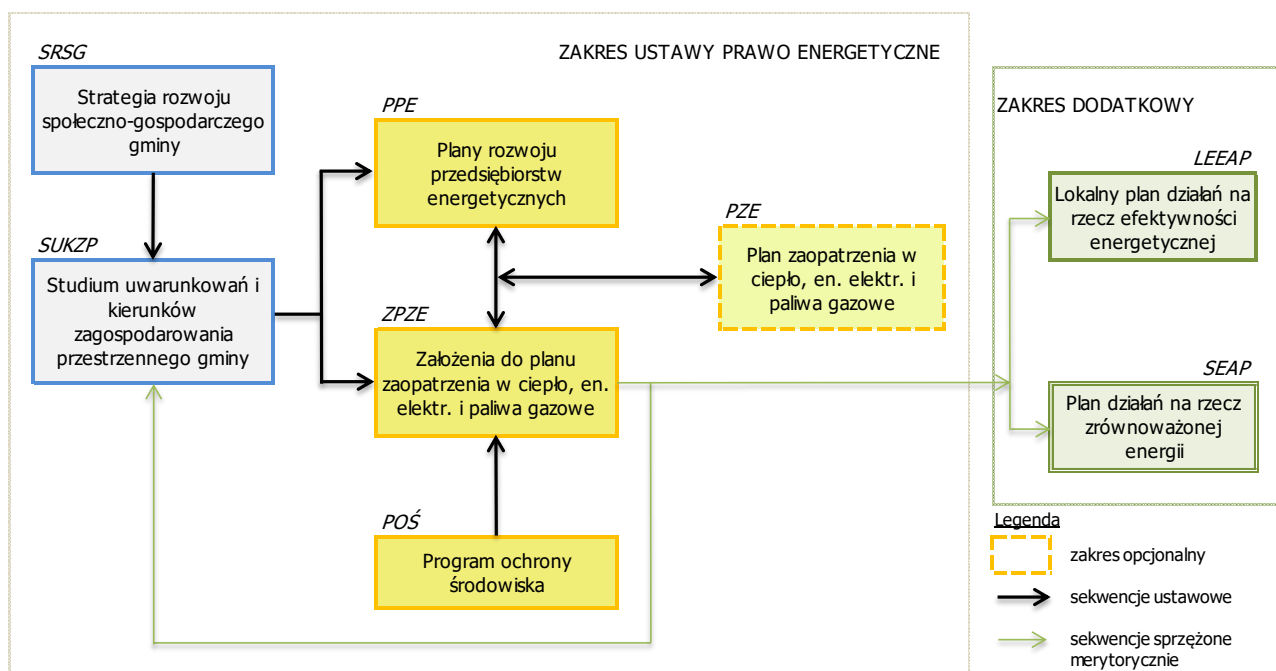 ZAKRES USTAWY PRAWO ENERGETYCZNE
SRSG
Strategia rozwoju
społeczno-gospodarczego
gminy
SUKZP
Studium uwarunkowań i
kierunków
zagospodarowania
przestrzennego gminy
PPE
Plany rozwoju
przedsiębiorstw
energetycznych
PZE
Plan zaopatrzenia w
ciepło, en. elektr. i
paliwa gazowe
ZPZE
Założenia do planu
zaopatrzenia w ciepło, en.
elektr. i paliwa gazowe
POŚ
Program ochrony
środowiska
ZAKRES DODATKOWY
LEEAP
Lokalny plan działań na
rzecz efektywności
energetycznej
SEAP
Plan działań na rzecz
zrównoważonej
energii
Legenda
zakres opcjonalny
sekwencje ustawowe
sekwencje sprzężone
merytorycznie